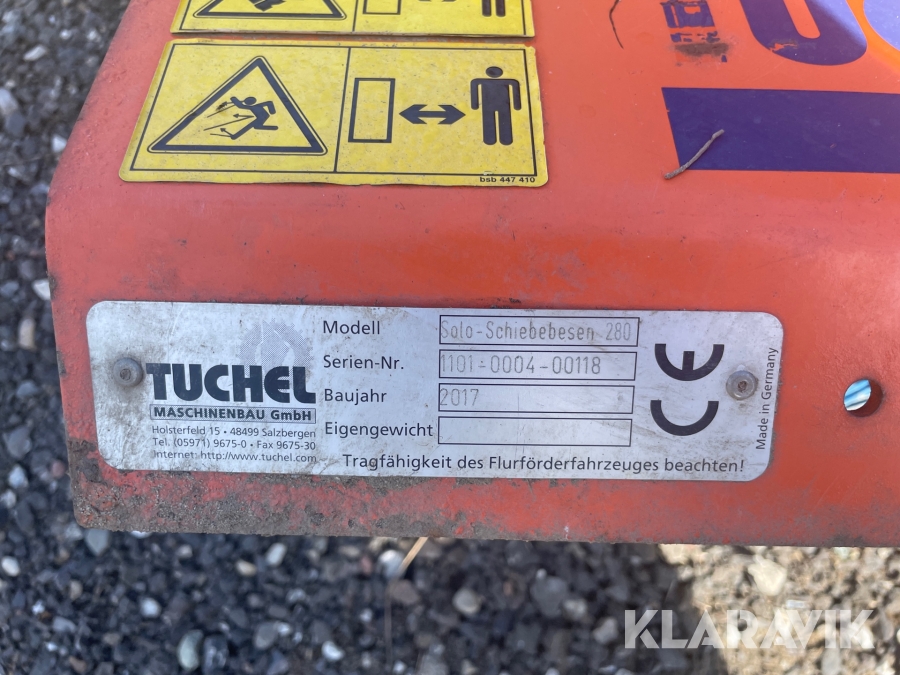 bsb 447 410
TUCHEL
MASCHINENBAU GmbH
Holsterfeld 15 • 48499 Salzbergen
Tel. (05971) 9675-0 • Fax 9675-30
Internet: http://www.tuchel.com
Modell Solo-Schiebebesen 280
Serien-Nr. 1101-0004-00118
Baujahr 2017
Eigengewicht
Tragfähigkeit des Flurförderfahrzeuges beachten!
CE
Made in Germany
KLARAVIK